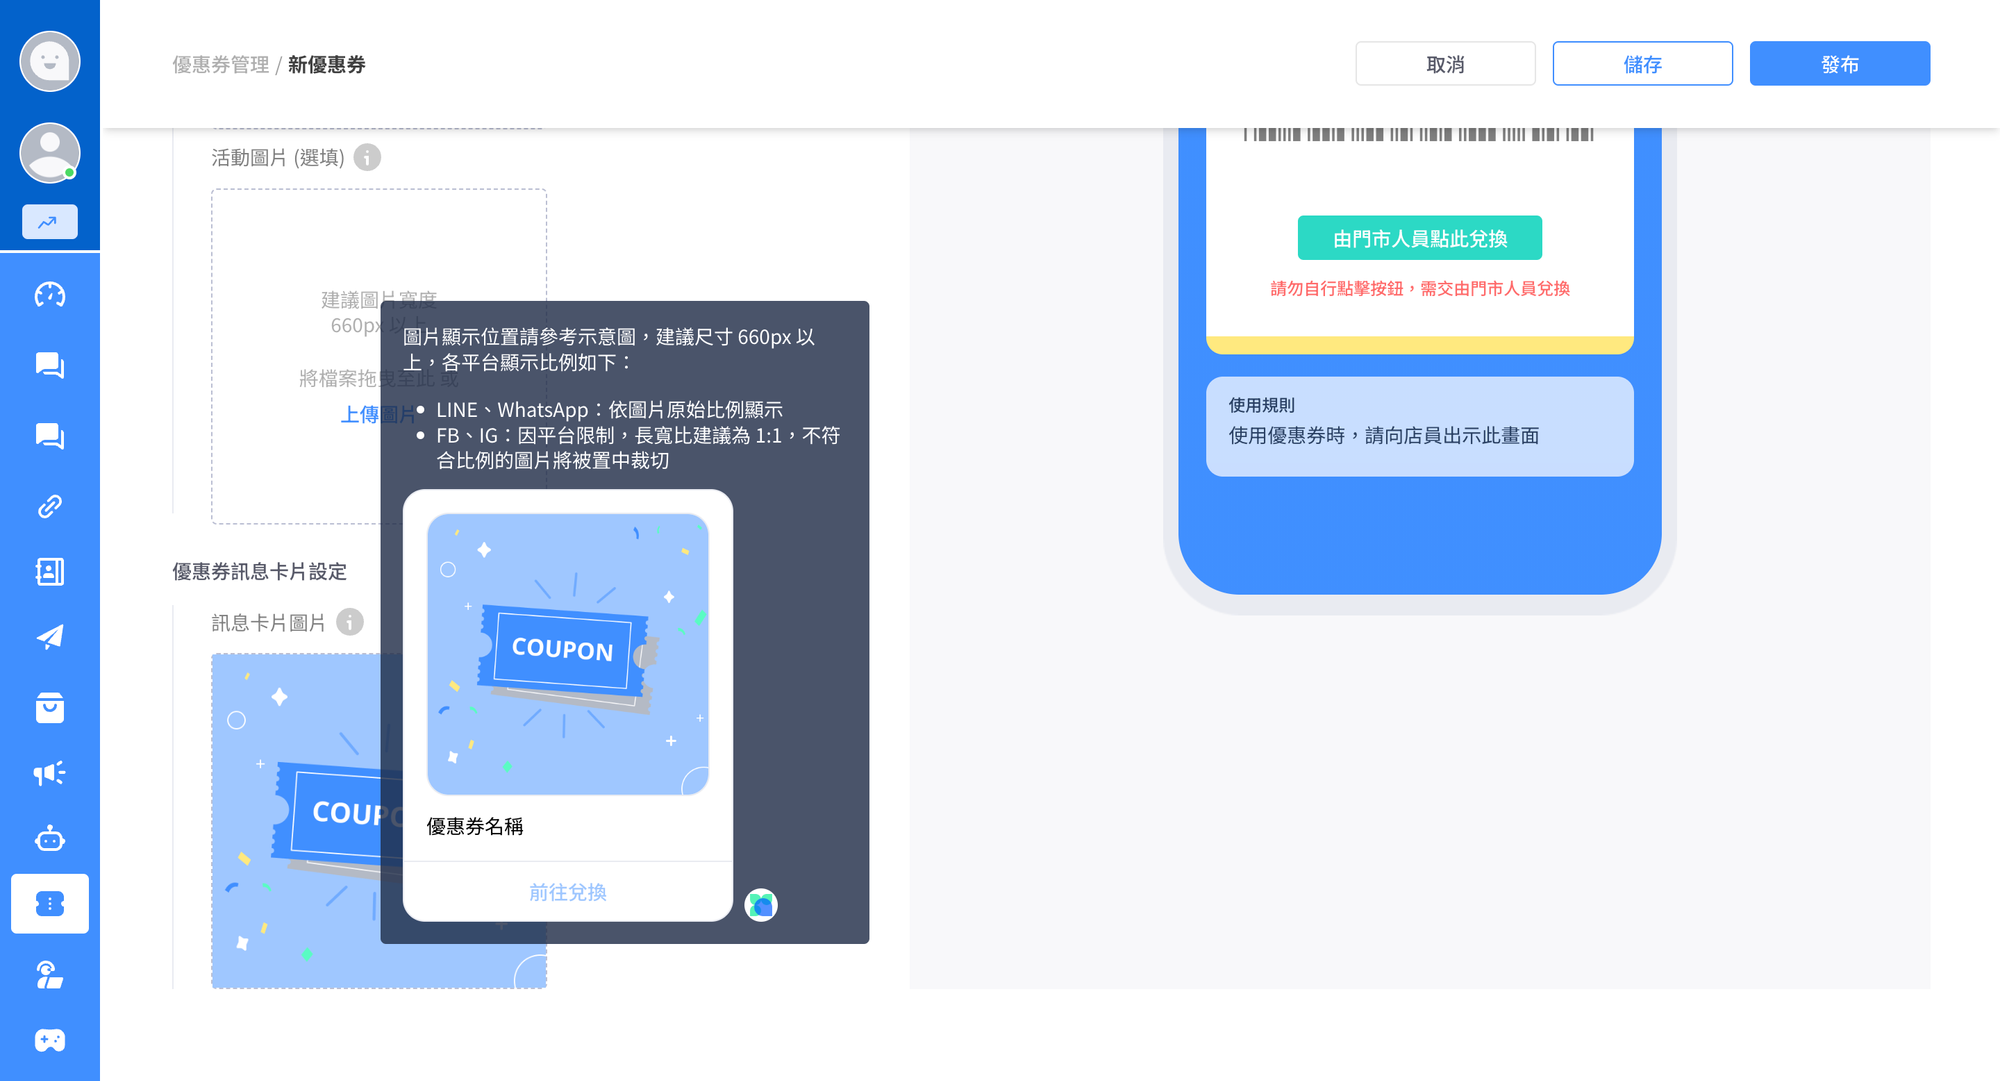 優惠券管理 / 新優惠券
取消
儲存
發布
活動圖片 (選填)
建議圖片寬度
660px 以上
將檔案拖曳至此 或
上傳圖片
圖片顯示位置請參考示意圖，建議尺寸 660px 以
上，各平台顯示比例如下：
LINE、WhatsApp：依圖片原始比例顯示
FB、IG：因平台限制，長寬比建議為 1:1，不符
合比例的圖片將被置中裁切
COUPON
優惠券名稱
前往兌換
優惠券訊息卡片設定
訊息卡片圖片
COUPO
由門市人員點此兌換
請勿自行點擊按鈕，需交由門市人員兌換
使用規則
使用優惠券時，請向店員出示此畫面